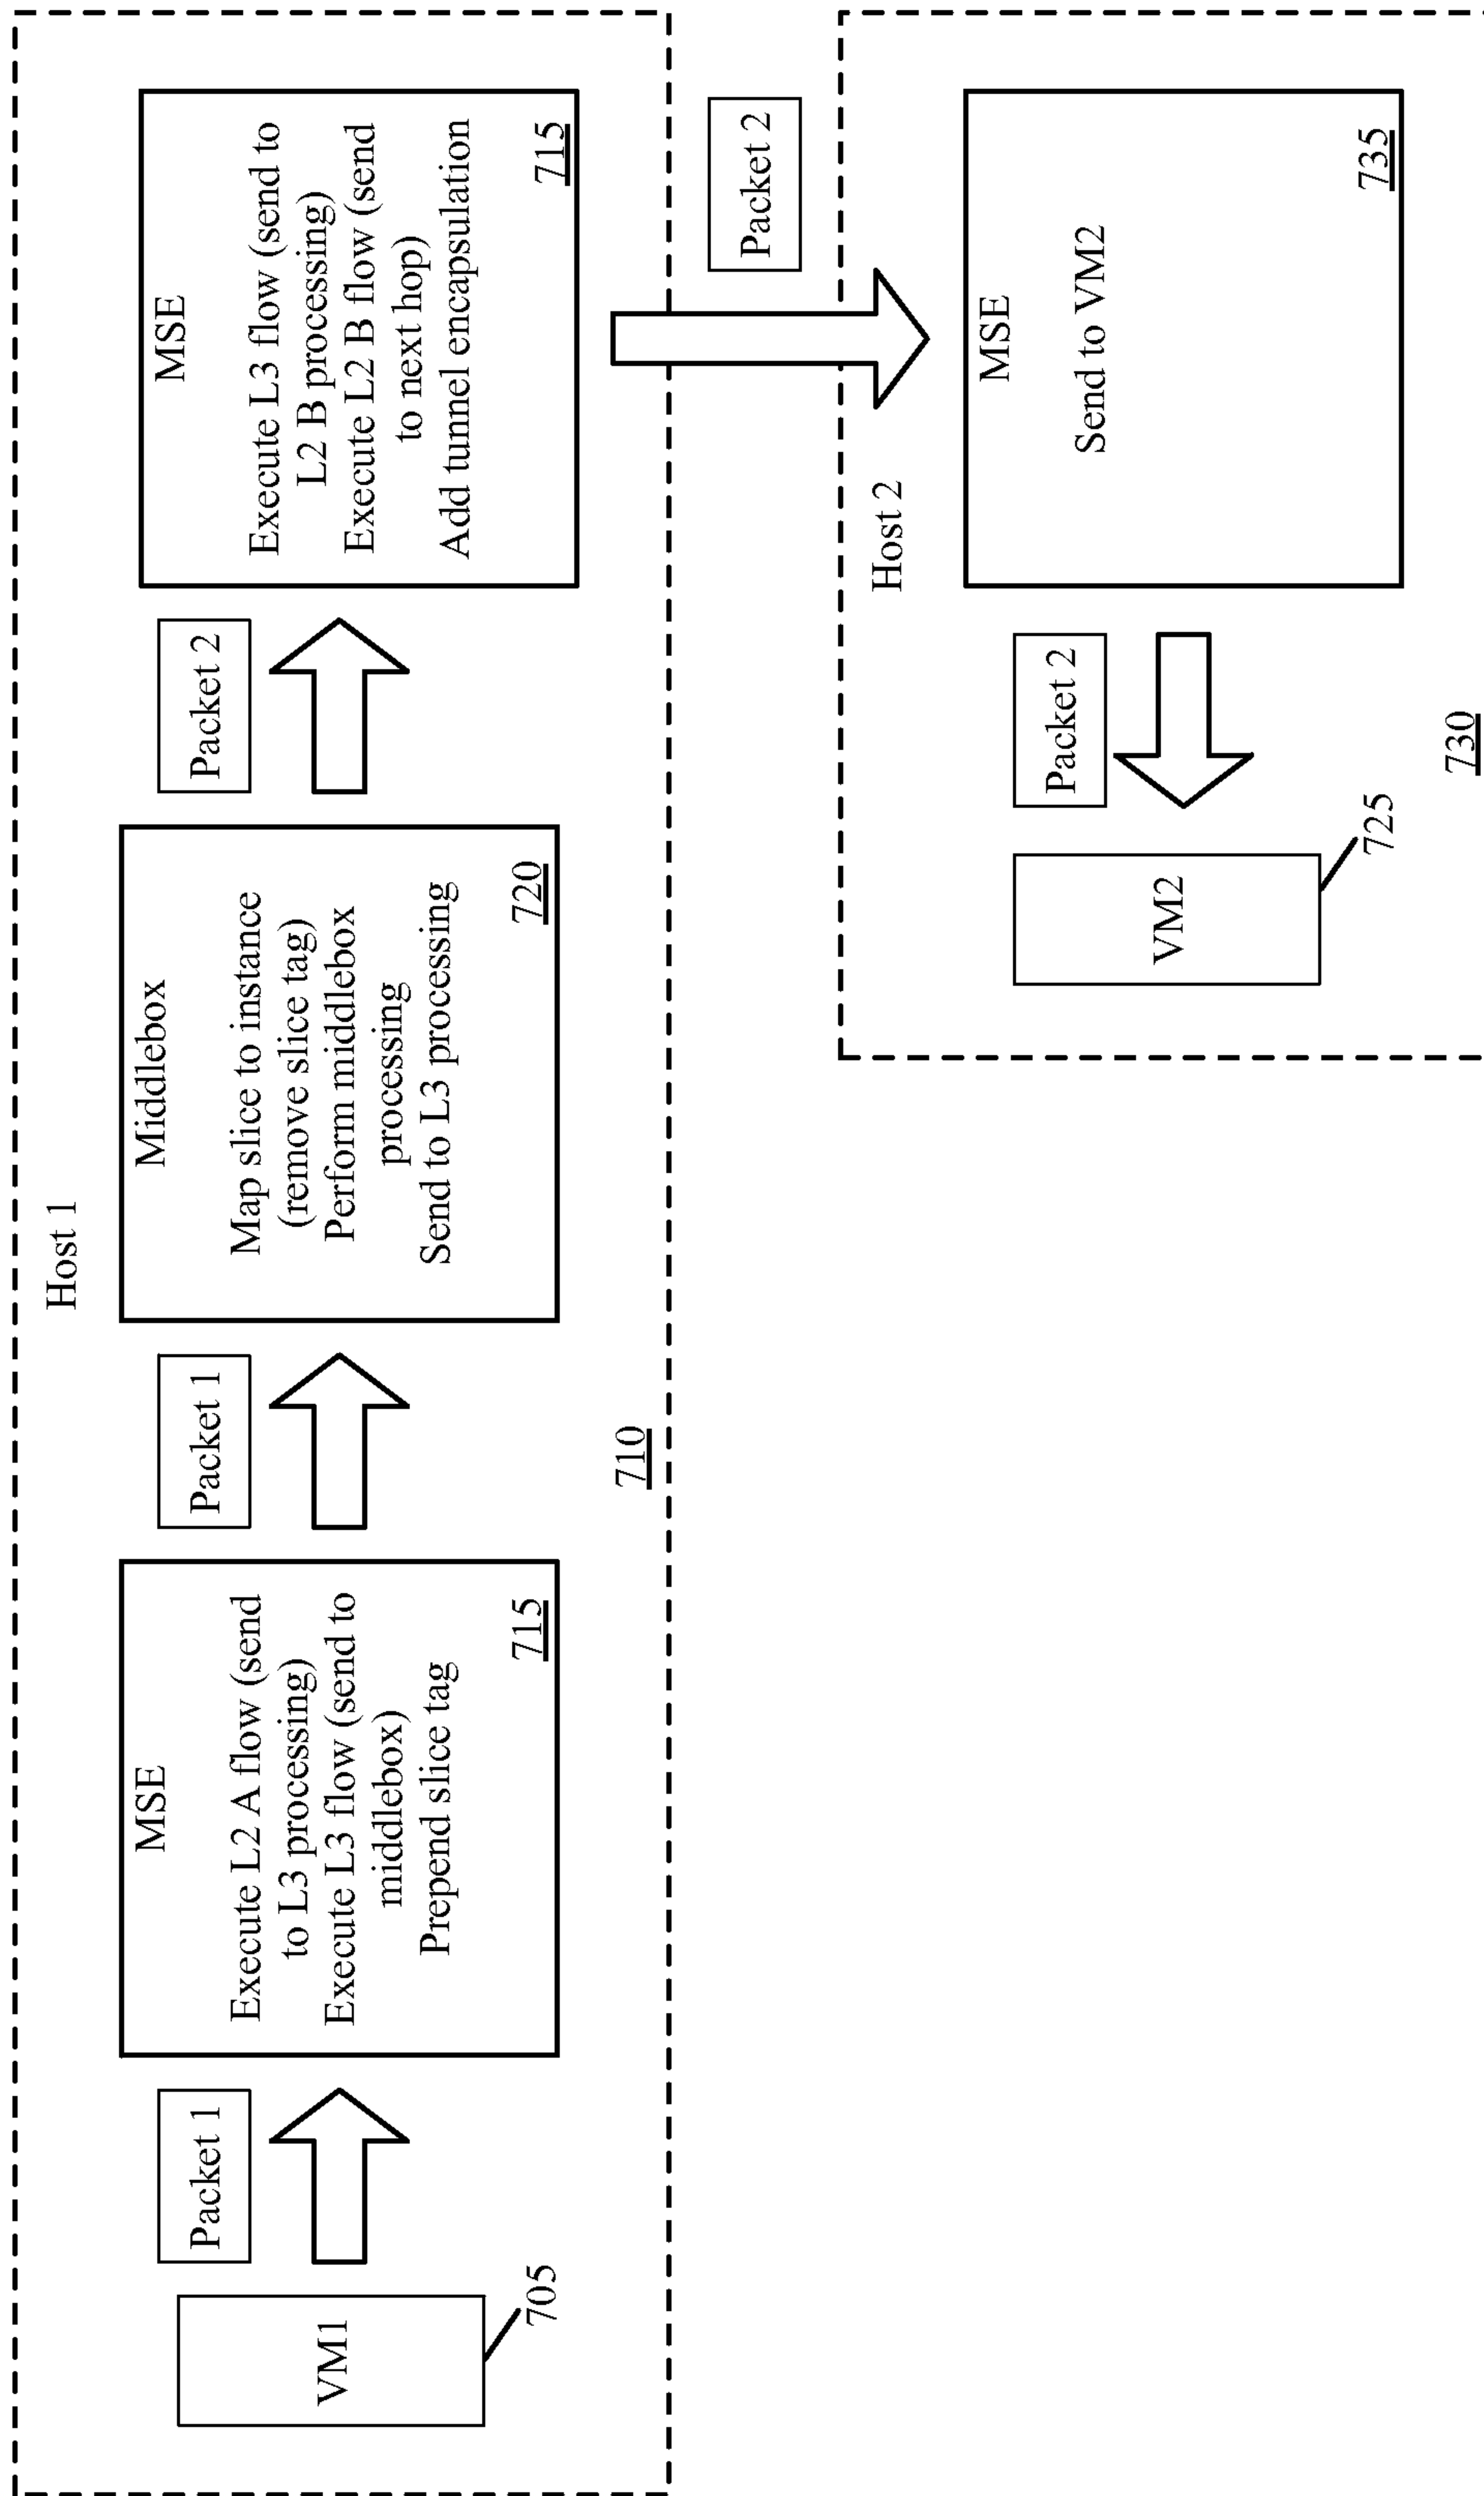 Host 1
VM1
705
Packet 1
MSE
Execute L2 A flow (send
to L3 processing)
Execute L3 flow (send to
middlebox)
Prepend slice tag
715
Packet 1
Middlebox
Map slice to instance
(remove slice tag)
Perform middlebox
processing
Send to L3 processing
720
Packet 2
MSE
Execute L3 flow (send to
L2 B processing)
Execute L2 B flow (send
to next hop)
Add tunnel encapsulation
715
710
Packet 2
Host 2
MSE
Send to VM2
735
Packet 2
VM2
725
730